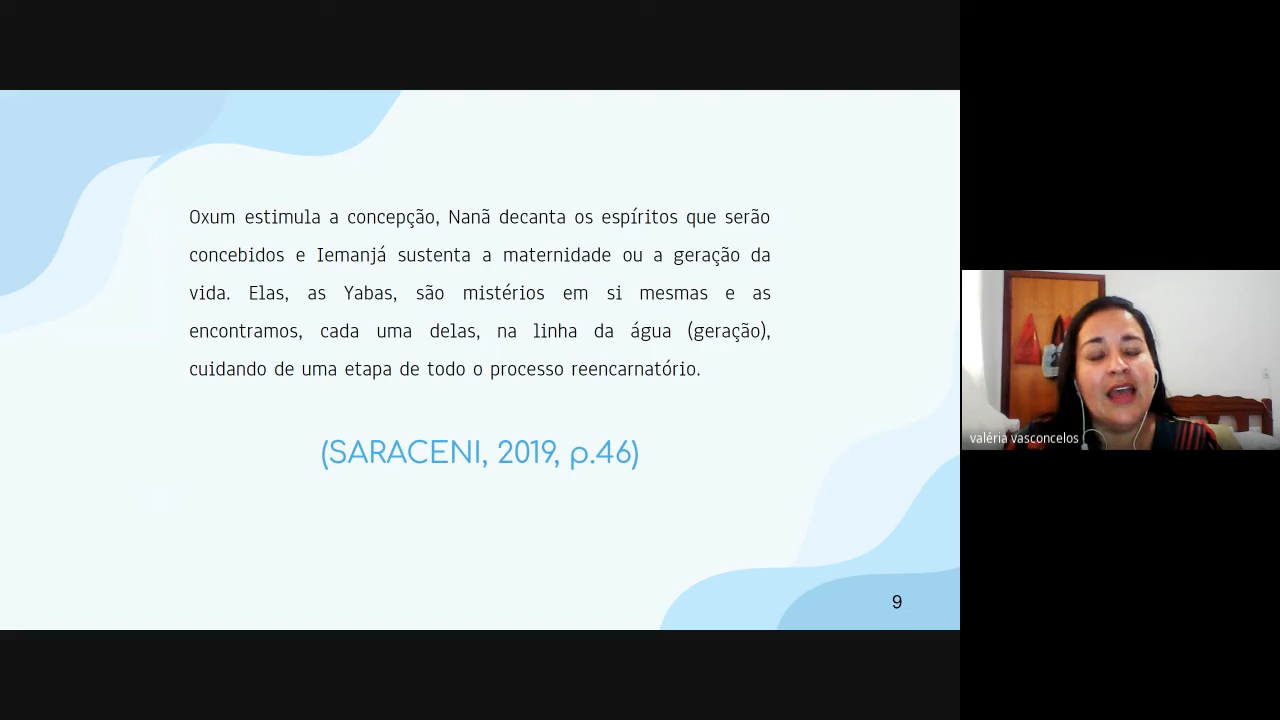 Oxum estimula a concepção, Nanã decanta os espíritos que serão
concebidos e Iemanjá sustenta a maternidade ou a geração da
vida. Elas, as Yabas, são mistérios em si mesmas e as
encontramos, cada uma delas, na linha da água (geração),
cuidando de uma etapa de todo o processo reencarnatório.
(SARACENI, 2019, p.46)
9
valéria vasconcelos